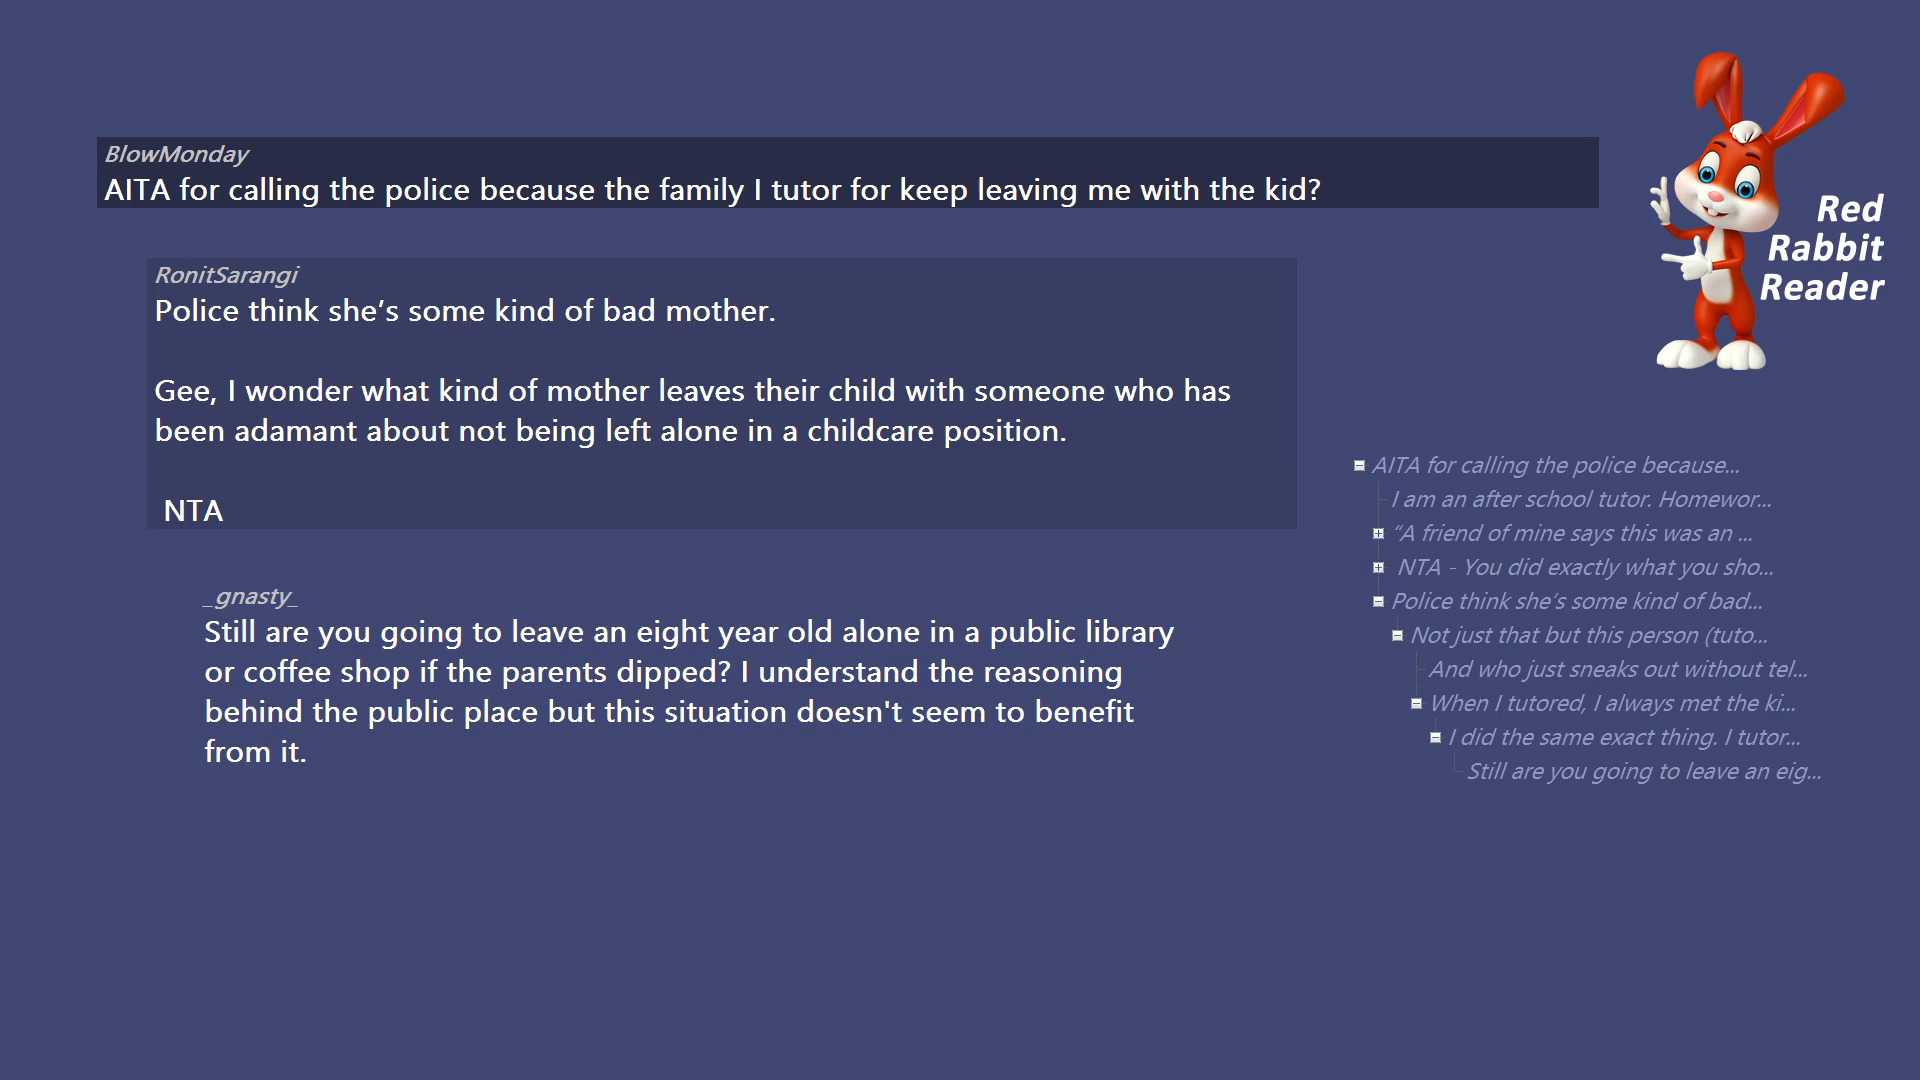 BlowMonday
AITA for calling the police because the family I tutor for keep leaving me with the kid?
RonitSarangi
Police think she’s some kind of bad mother.
Gee, I wonder what kind of mother leaves their child with someone who has
been adamant about not being left alone in a childcare position.
NTA
_gnasty_
Still are you going to leave an eight year old alone in a public library
or coffee shop if the parents dipped? I understand the reasoning
behind the public place but this situation doesn't seem to benefit
from it.
Red
Rabbit
Reader
AITA for calling the police because...
I am an after school tutor. Homewor...
“A friend of mine says this was an ...
NTA - You did exactly what you sho...
Police think she’s some kind of bad...
Not just that but this person (tuto...
And who just sneaks out without tel...
When I tutored, I always met the ki...
I did the same exact thing. I tutor...
Still are you going to leave an eig...